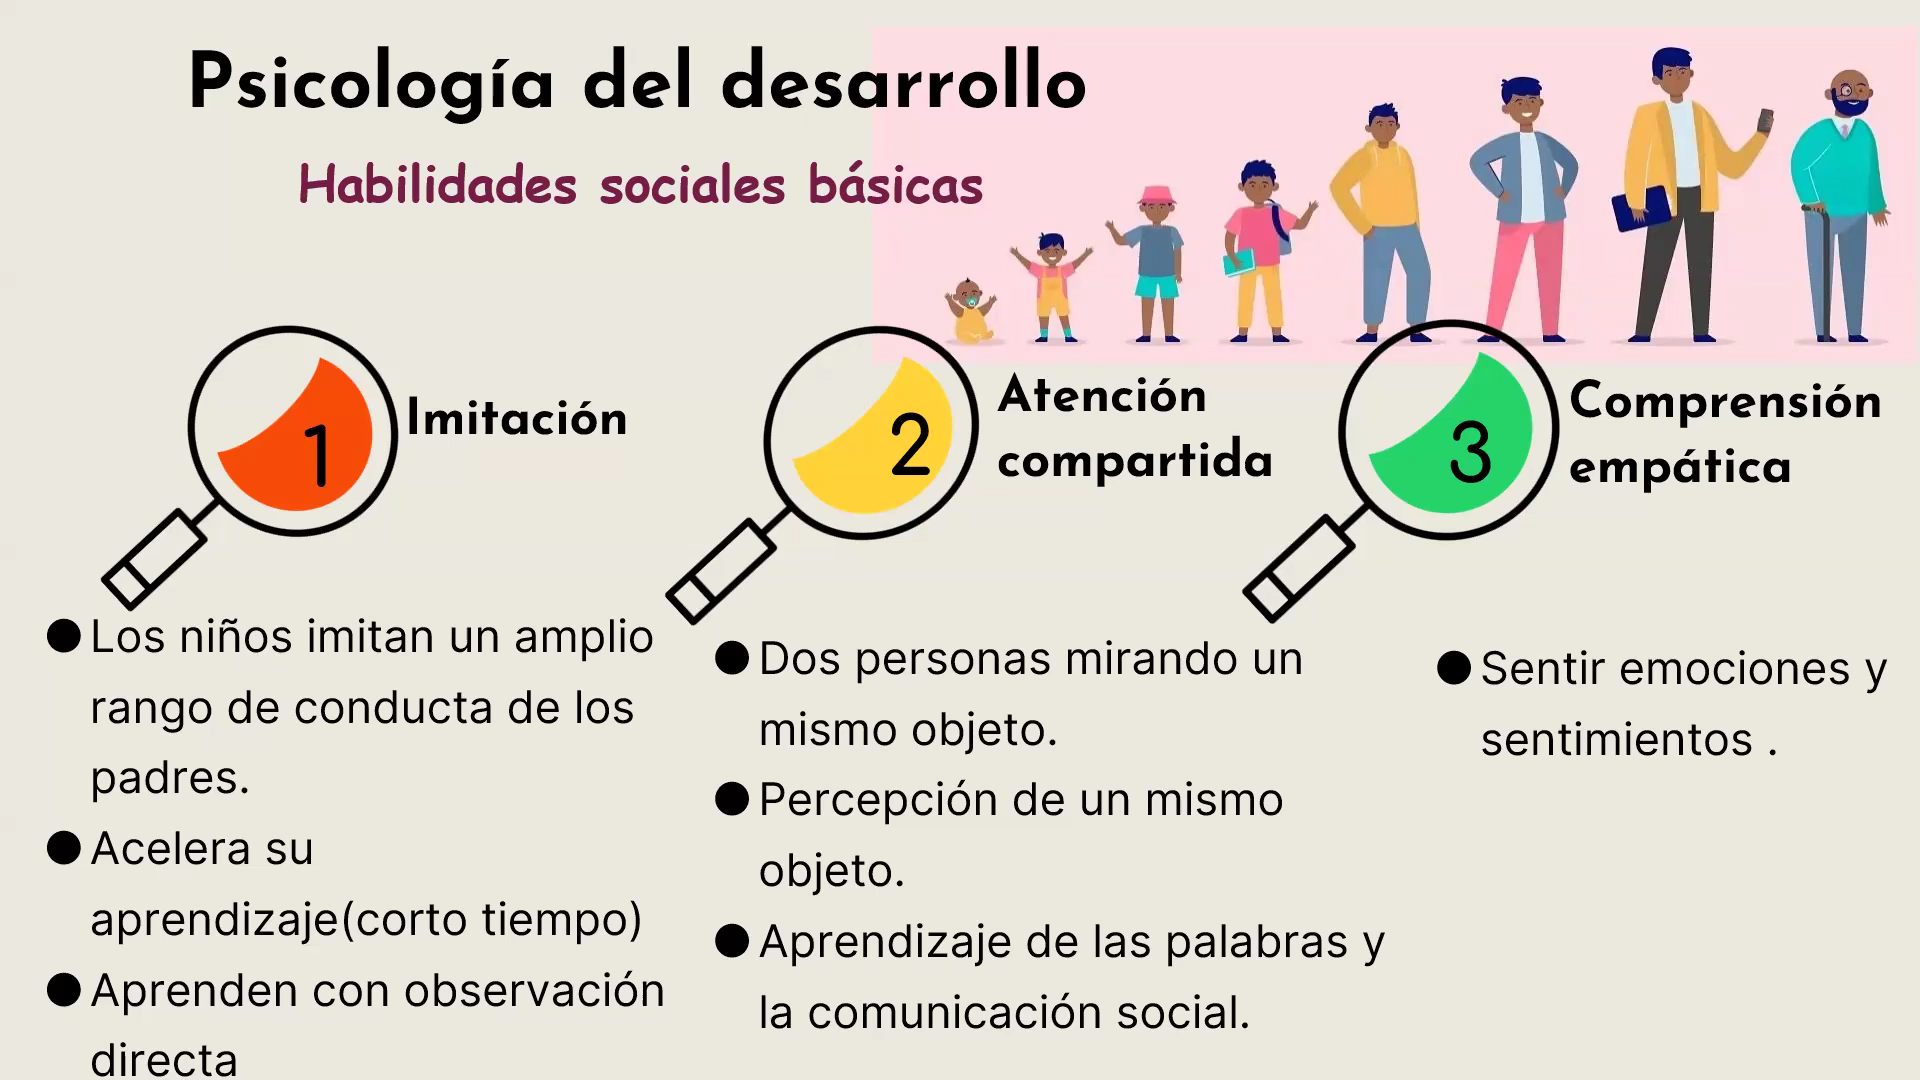 Psicología del desarrollo
Habilidades sociales básicas
1
Imitación
● Los niños imitan un amplio
rango de conducta de los
padres.
● Acelera su
aprendizaje(corto tiempo)
● Aprenden con observación
directa
2
Atención
compartida
● Dos personas mirando un
mismo objeto.
● Percepción de un mismo
objeto.
● Aprendizaje de las palabras y
la comunicación social.
3
Comprensión
empática
● Sentir emociones y
sentimientos .